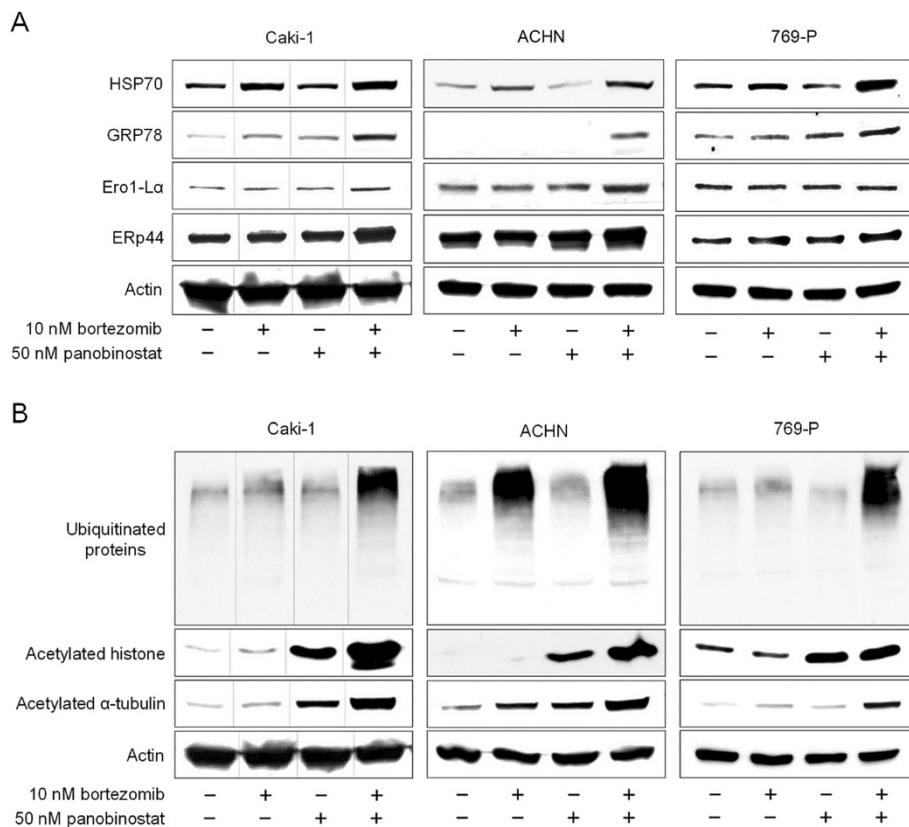 A
Caki-1 ACHN 769-P
HSP70
GRP78
Ero1-Lα
ERp44
Actin
10 nM bortezomib − + − + − + − + − + − +
50 nM panobinostat − − + + − − + + − − + +
B
Caki-1 ACHN 769-P
Ubiquitinated
proteins
Acetylated histone
Acetylated α-tubulin
Actin
10 nM bortezomib − + − + − + − + − + − +
50 nM panobinostat − − + + − − + + − − + +